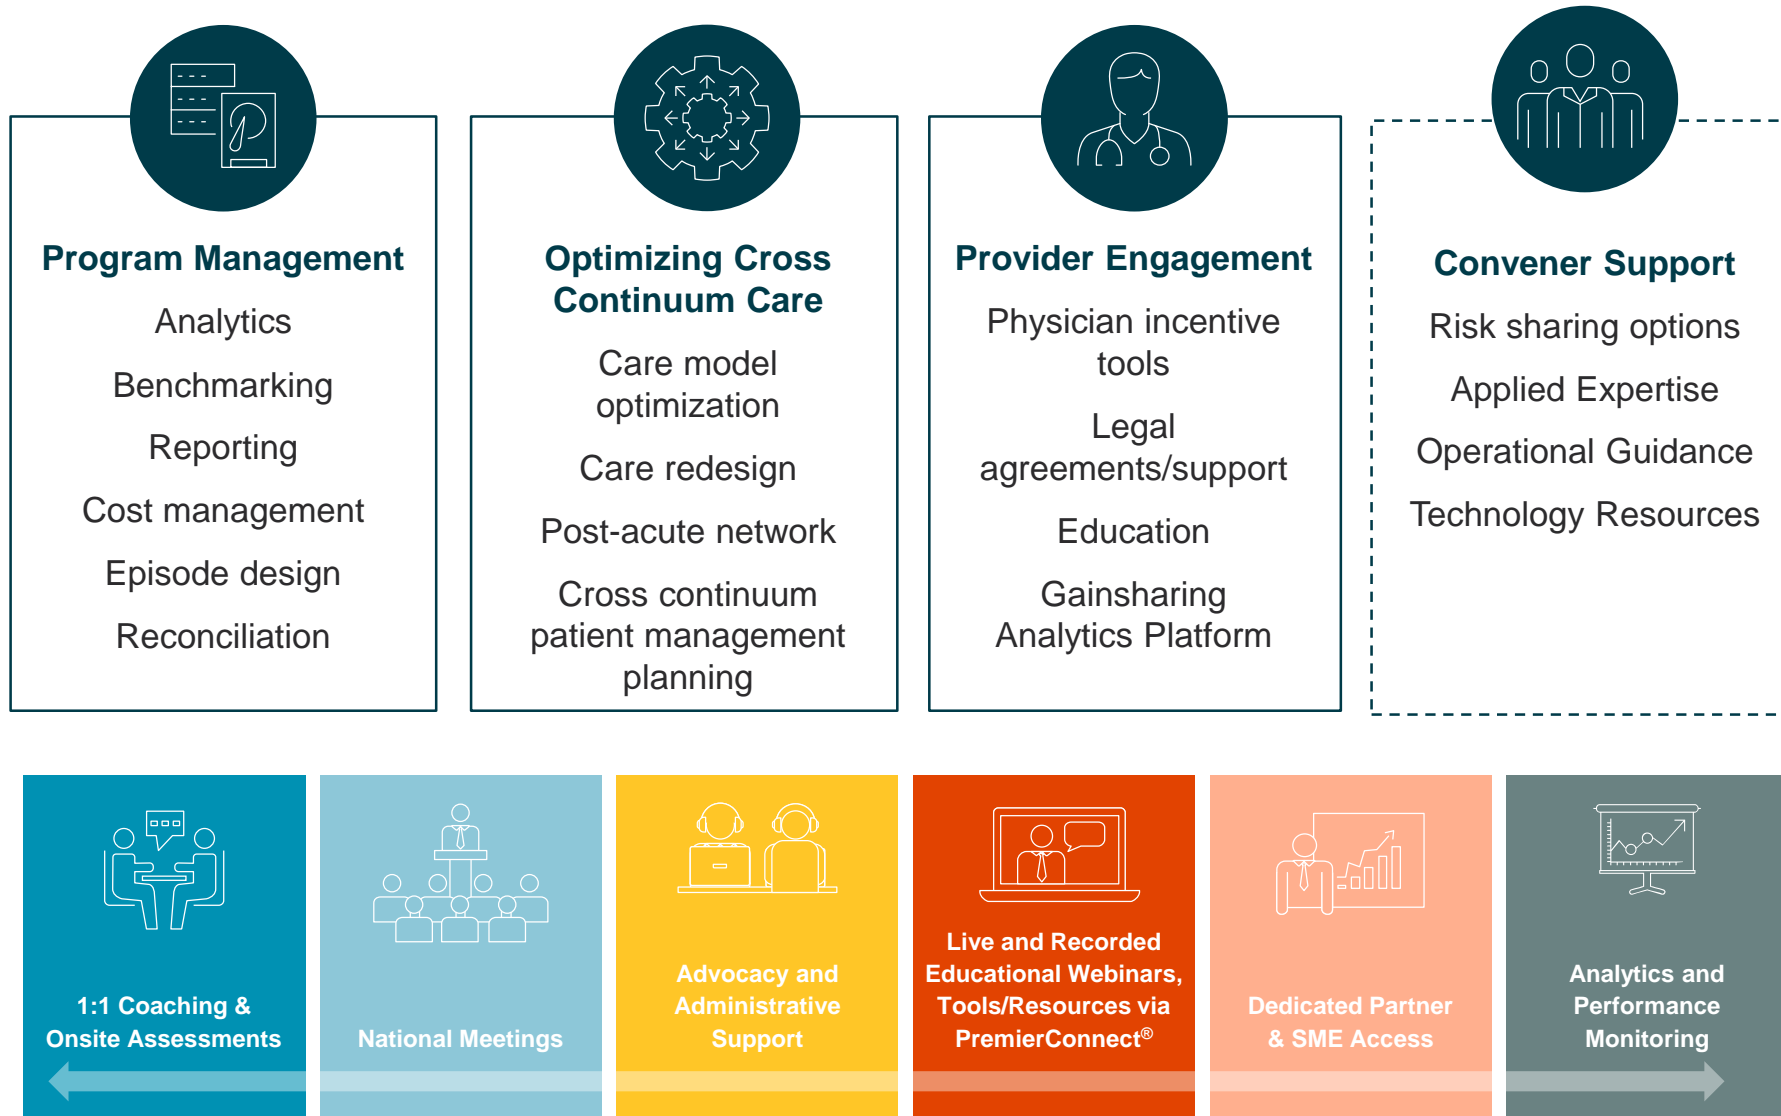 Program Management
Analytics
Benchmarking
Reporting
Cost management
Episode design
Reconciliation
Optimizing Cross
Continuum Care
Care model
optimization
Care redesign
Post-acute network
Cross continuum
patient management
planning
Provider Engagement
Physician incentive
tools
Legal
agreements/support
Education
Gainsharing
Analytics Platform
Convener Support
Risk sharing options
Applied Expertise
Operational Guidance
Technology Resources
1:1 Coaching &
Onsite Assessments
National Meetings
Advocacy and
Administrative
Support
Live and Recorded
Educational Webinars,
Tools/Resources via
PremierConnect®
Dedicated Partner
& SME Access
Analytics and
Performance
Monitoring